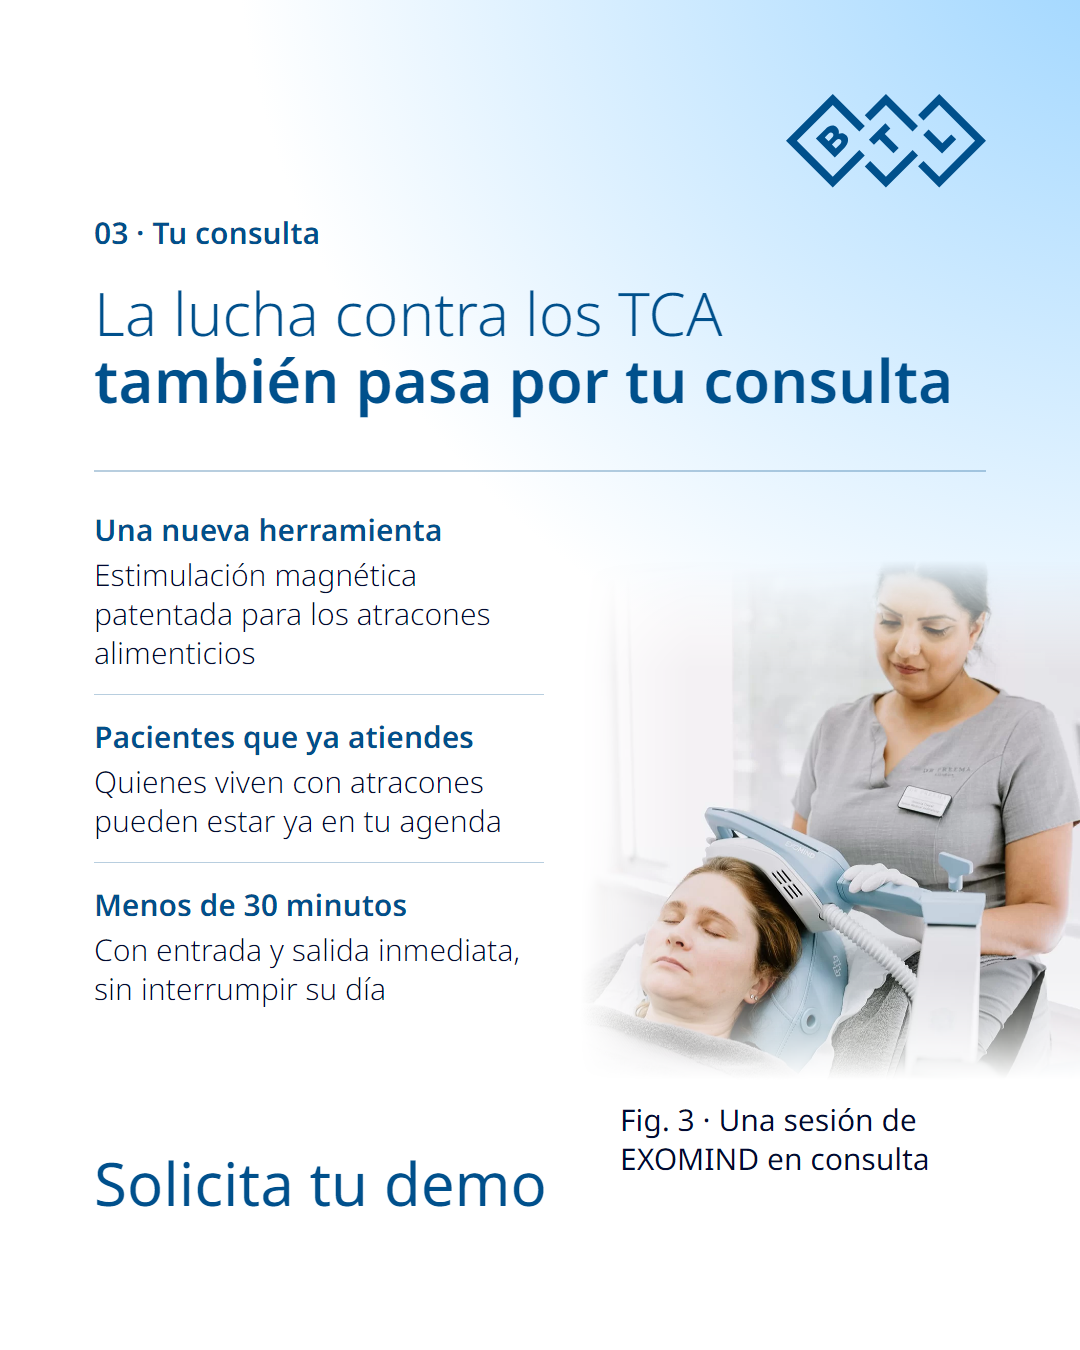 BTL
03 · Tu consulta
La lucha contra los TCA
también pasa por tu consulta
Una nueva herramienta
Estimulación magnética
patentada para los atracones
alimenticios
Pacientes que ya atiendes
Quienes viven con atracones
pueden estar ya en tu agenda
Menos de 30 minutos
Con entrada y salida inmediata,
sin interrumpir su día
Fig. 3 · Una sesión de
EXOMIND en consulta
Solicita tu demo